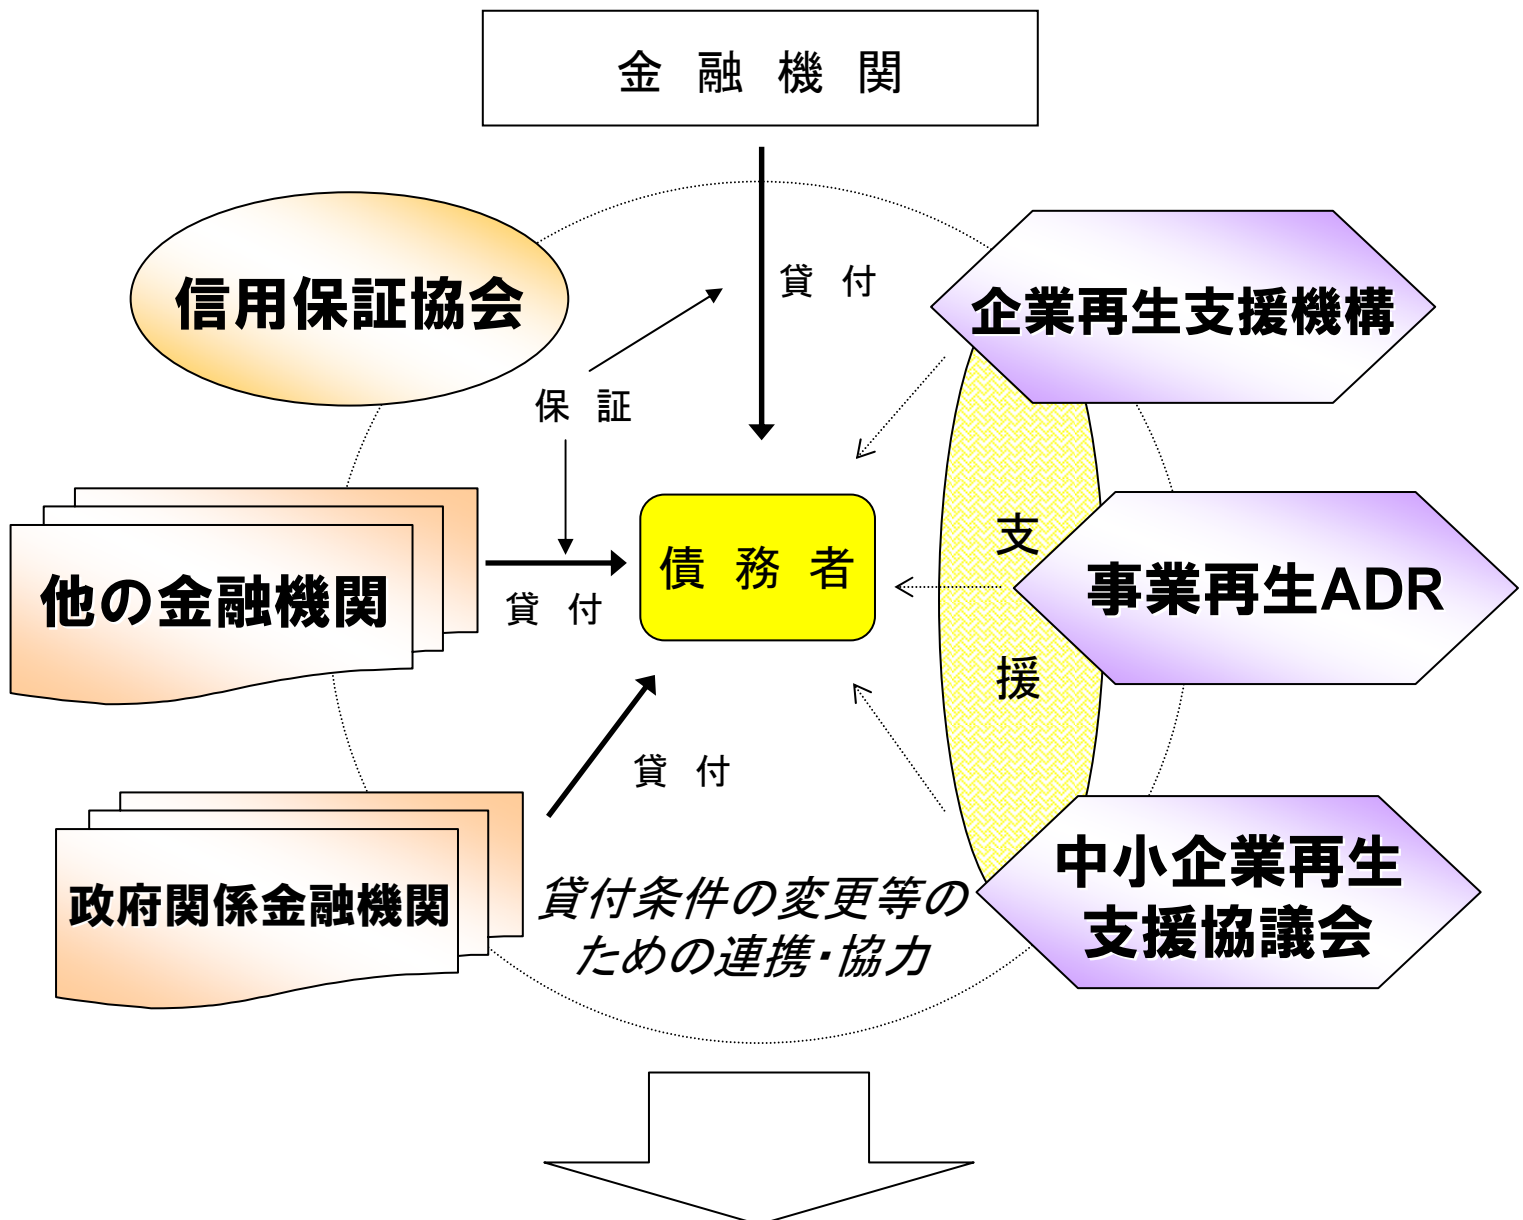 金融機関
信用保証協会
貸付
企業再生支援機構
保証
他の金融機関
貸付
債務者
支
援
事業再生ADR
貸付
政府関係金融機関
貸付条件の変更等の
ための連携・協力
中小企業再生
支援協議会